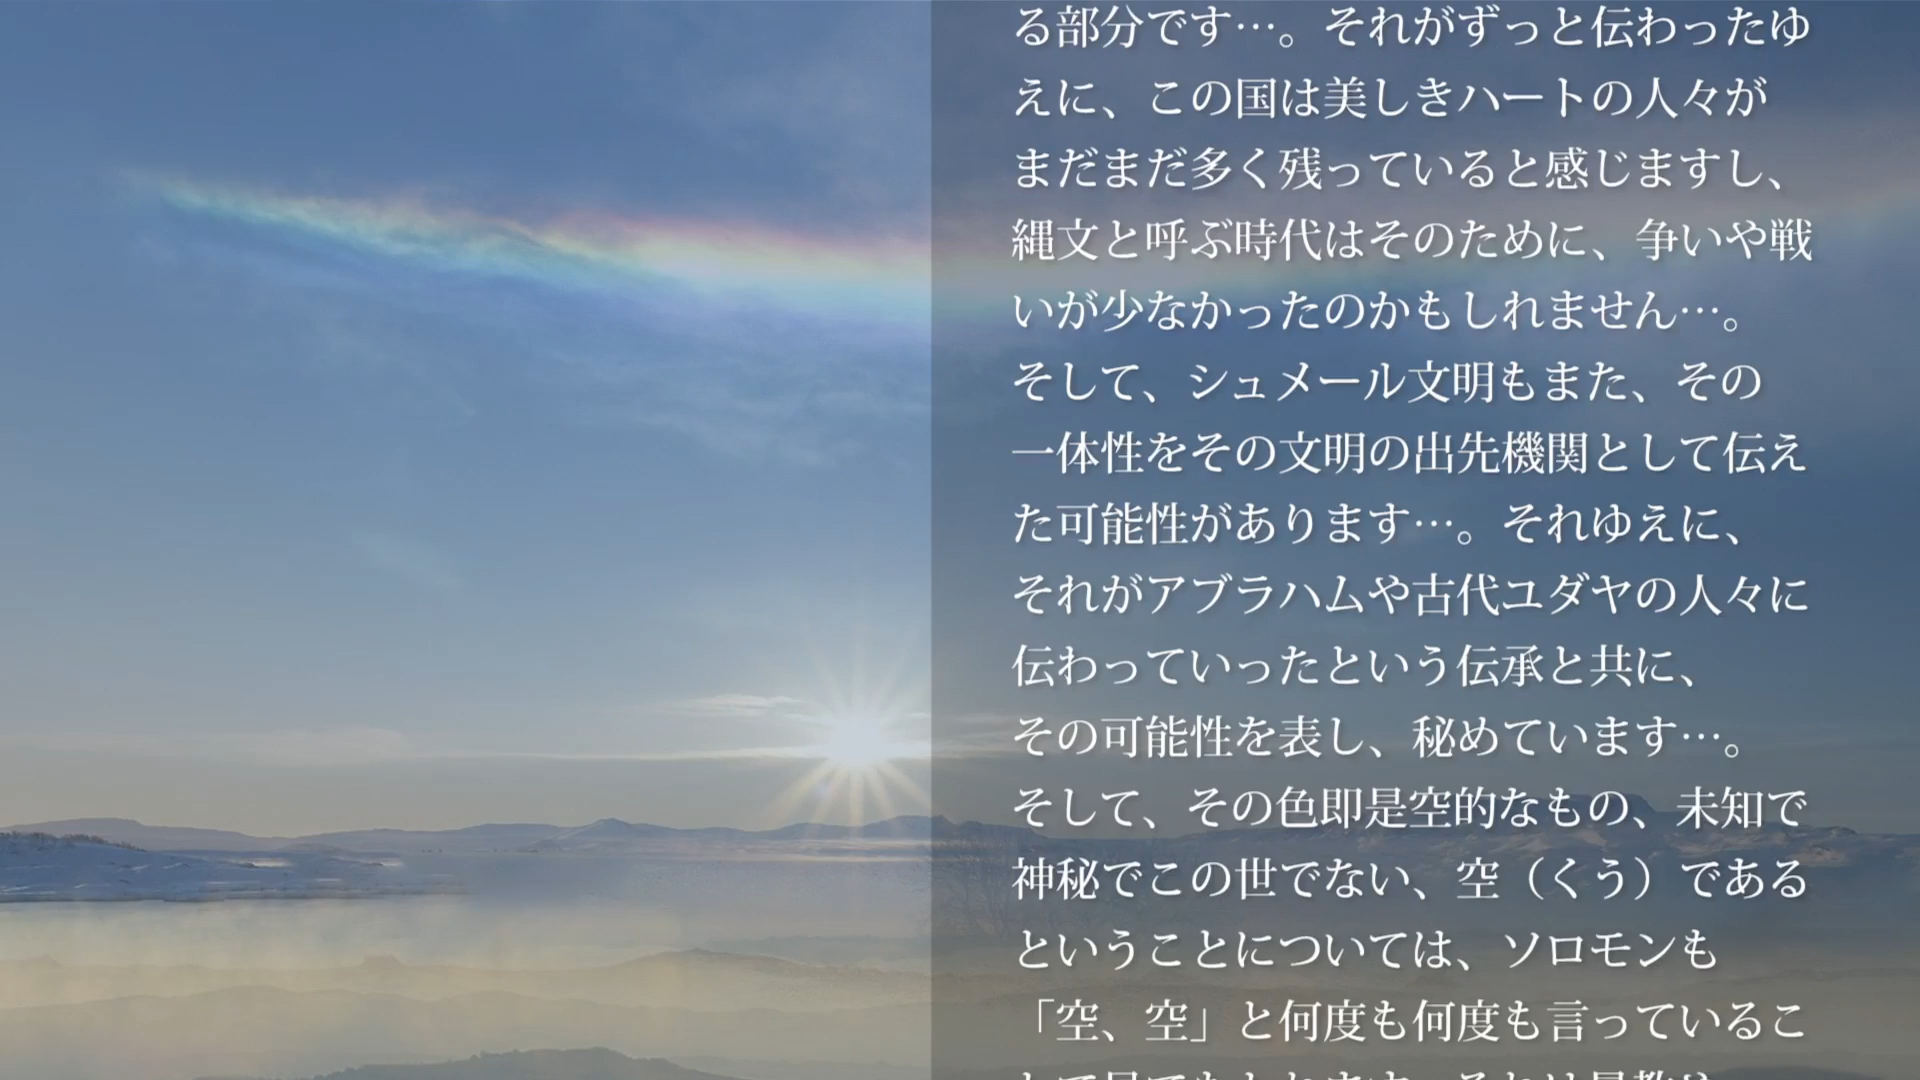 る部分です…。それがずっと伝わったゆ
えに、この国は美しきハートの人々が
まだまだ多く残っていると感じますし、
縄文と呼ぶ時代はそのために、争いや戦
いが少なかったのかもしれません…。
そして、シュメール文明もまた、その
一体性をその文明の出先機関として伝え
た可能性があります…。それゆえに、
それがアブラハムや古代ユダヤの人々に
伝わっていったという伝承と共に、
その可能性を表し、秘めています…。
そして、その色即是空的なもの、未知で
神秘でこの世でない、空（くう）である
ということについては、ソロモンも
「空、空」と何度も何度も言っているこ